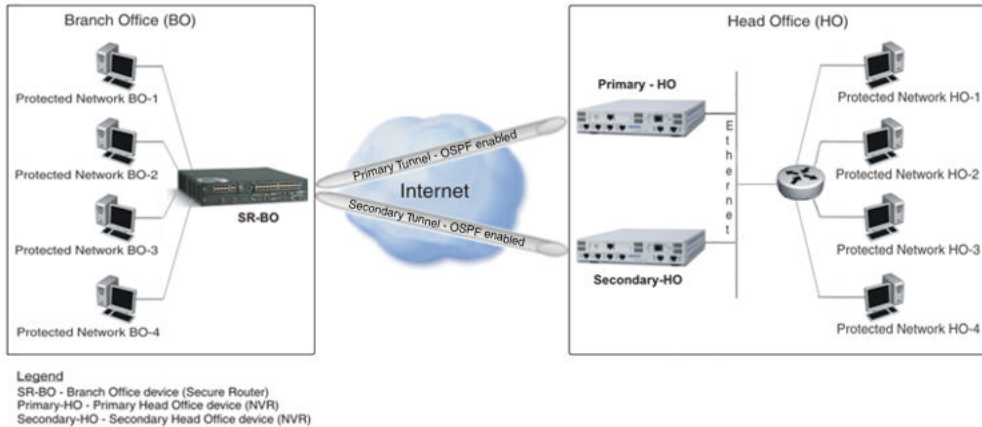 Branch Office (BO)
Protected Network BO-1
Protected Network BO-2
Protected Network BO-3
Protected Network BO-4
SR-BO
Primary Tunnel - OSPF enabled
Internet
Secondary Tunnel - OSPF enabled
Head Office (HO)
Primary - HO
Secondary-HO
Ethernet
Protected Network HO-1
Protected Network HO-2
Protected Network HO-3
Protected Network HO-4
Legend
SR-BO - Branch Office device (Secure Router)
Primary-HO - Primary Head Office device (NVR)
Secondary-HO - Secondary Head Office device (NVR)